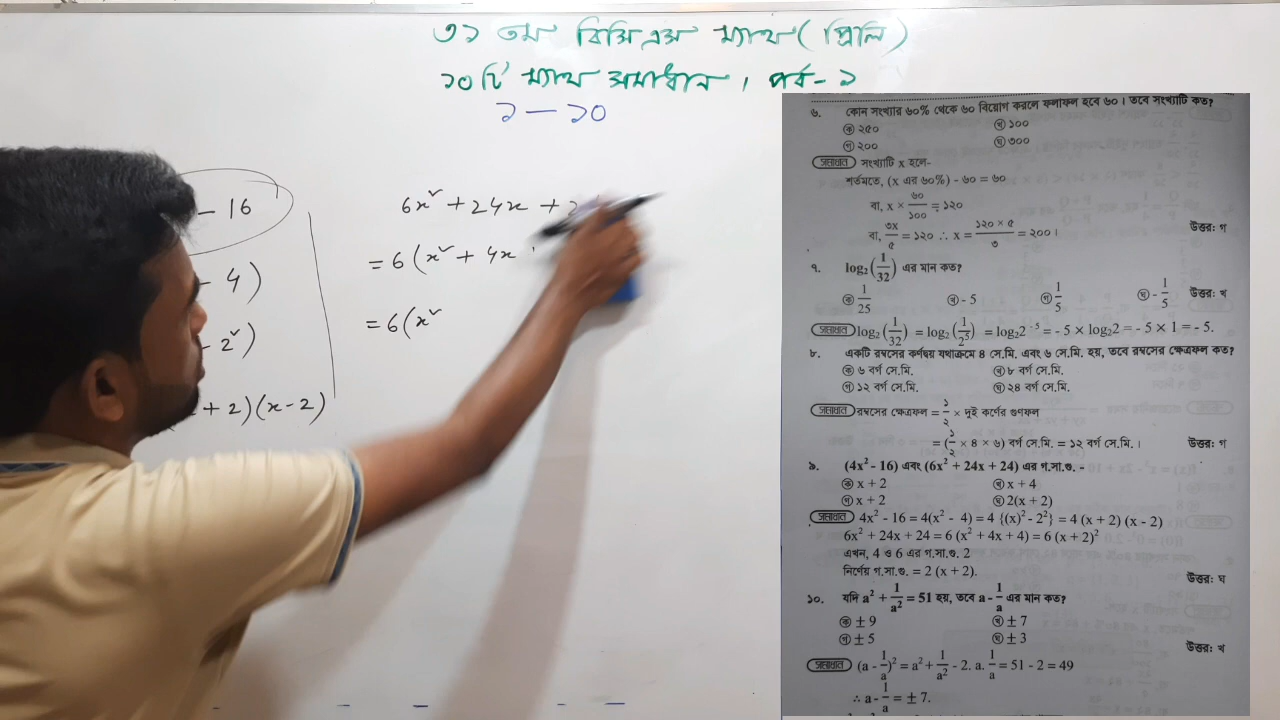 ৩১ তম বিসিএস ম্যাথ (প্রিলি)
১০টি ম্যাথ সমাধান। পর্ব-১
১ — ১০
- 16
- 4)
- 2²)
+ 2)(x-2)
6x² + 24x + 2
= 6(x² + 4x
= 6(x²
৬. কোন সংখ্যার ৬০% থেকে ৬০ বিয়োগ করলে ফলাফল হবে ৬০। তবে সংখ্যাটি কত?
ক ২৫০ খ ১০০
গ ২০০ ঘ ৩০০
সমাধান সংখ্যাটি x হলে-
শর্তমতে, (x এর ৬০%) - ৬০ = ৬০
বা, x × ৬০/১০০ = ১২০
বা, ৩x/৫ = ১২০ ∴ x = ১২০ × ৫/৩ = ২০০। উত্তর: গ
৭. log₂(1/32) এর মান কত?
ক 1/25 খ - 5 গ 1/5 ঘ - 1/5 উত্তর: খ
সমাধান log₂(1/32) = log₂(1/2⁵) = log₂2⁻⁵ = - 5 × log₂2 = - 5 × 1 = - 5.
৮. একটি রম্বসের কর্ণদ্বয় যথাক্রমে ৪ সে.মি. এবং ৬ সে.মি. হয়, তবে রম্বসের ক্ষেত্রফল কত?
ক ৬ বর্গ সে.মি. খ ৮ বর্গ সে.মি.
গ ১২ বর্গ সে.মি. ঘ ২৪ বর্গ সে.মি.
সমাধান রম্বসের ক্ষেত্রফল = ১/২ × দুই কর্ণের গুণফল
= (১/২ × ৪ × ৬) বর্গ সে.মি. = ১২ বর্গ সে.মি.। উত্তর: গ
৯. (4x² - 16) এবং (6x² + 24x + 24) এর গ.সা.গু. -
ক x + 2 খ x + 4
গ x + 2 ঘ 2(x + 2)
সমাধান 4x² - 16 = 4(x² - 4) = 4 {(x)² - 2²} = 4 (x + 2) (x - 2)
6x² + 24x + 24 = 6 (x² + 4x + 4) = 6 (x + 2)²
এখন, 4 ও 6 এর গ.সা.গু. 2
নির্ণেয় গ.সা.গু. = 2 (x + 2). উত্তর: ঘ
১০. যদি a² + 1/a² = 51 হয়, তবে a - 1/a এর মান কত?
ক ± 9 খ ± 7
গ ± 5 ঘ ± 3 উত্তর: খ
সমাধান (a - 1/a)² = a² + 1/a² - 2. a. 1/a = 51 - 2 = 49
∴ a - 1/a = ± 7.